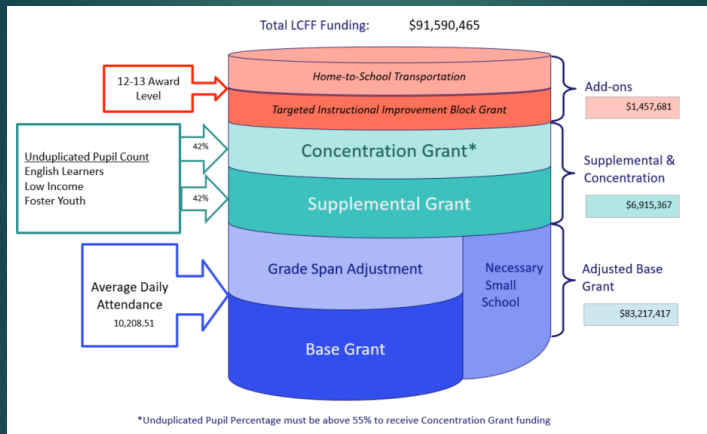 Total LCFF Funding: $91,590,465
12-13 Award
Level
Home-to-School Transportation
Targeted Instructional Improvement Block Grant
Add-ons
$1,457,681
Unduplicated Pupil Count
English Learners
Low Income
Foster Youth
42%
42%
Concentration Grant*
Supplemental Grant
Supplemental &
Concentration
$6,915,367
Average Daily
Attendance
10,208.51
Grade Span Adjustment
Base Grant
Necessary
Small
School
Adjusted Base
Grant
$83,217,417
*Unduplicated Pupil Percentage must be above 55% to receive Concentration Grant funding